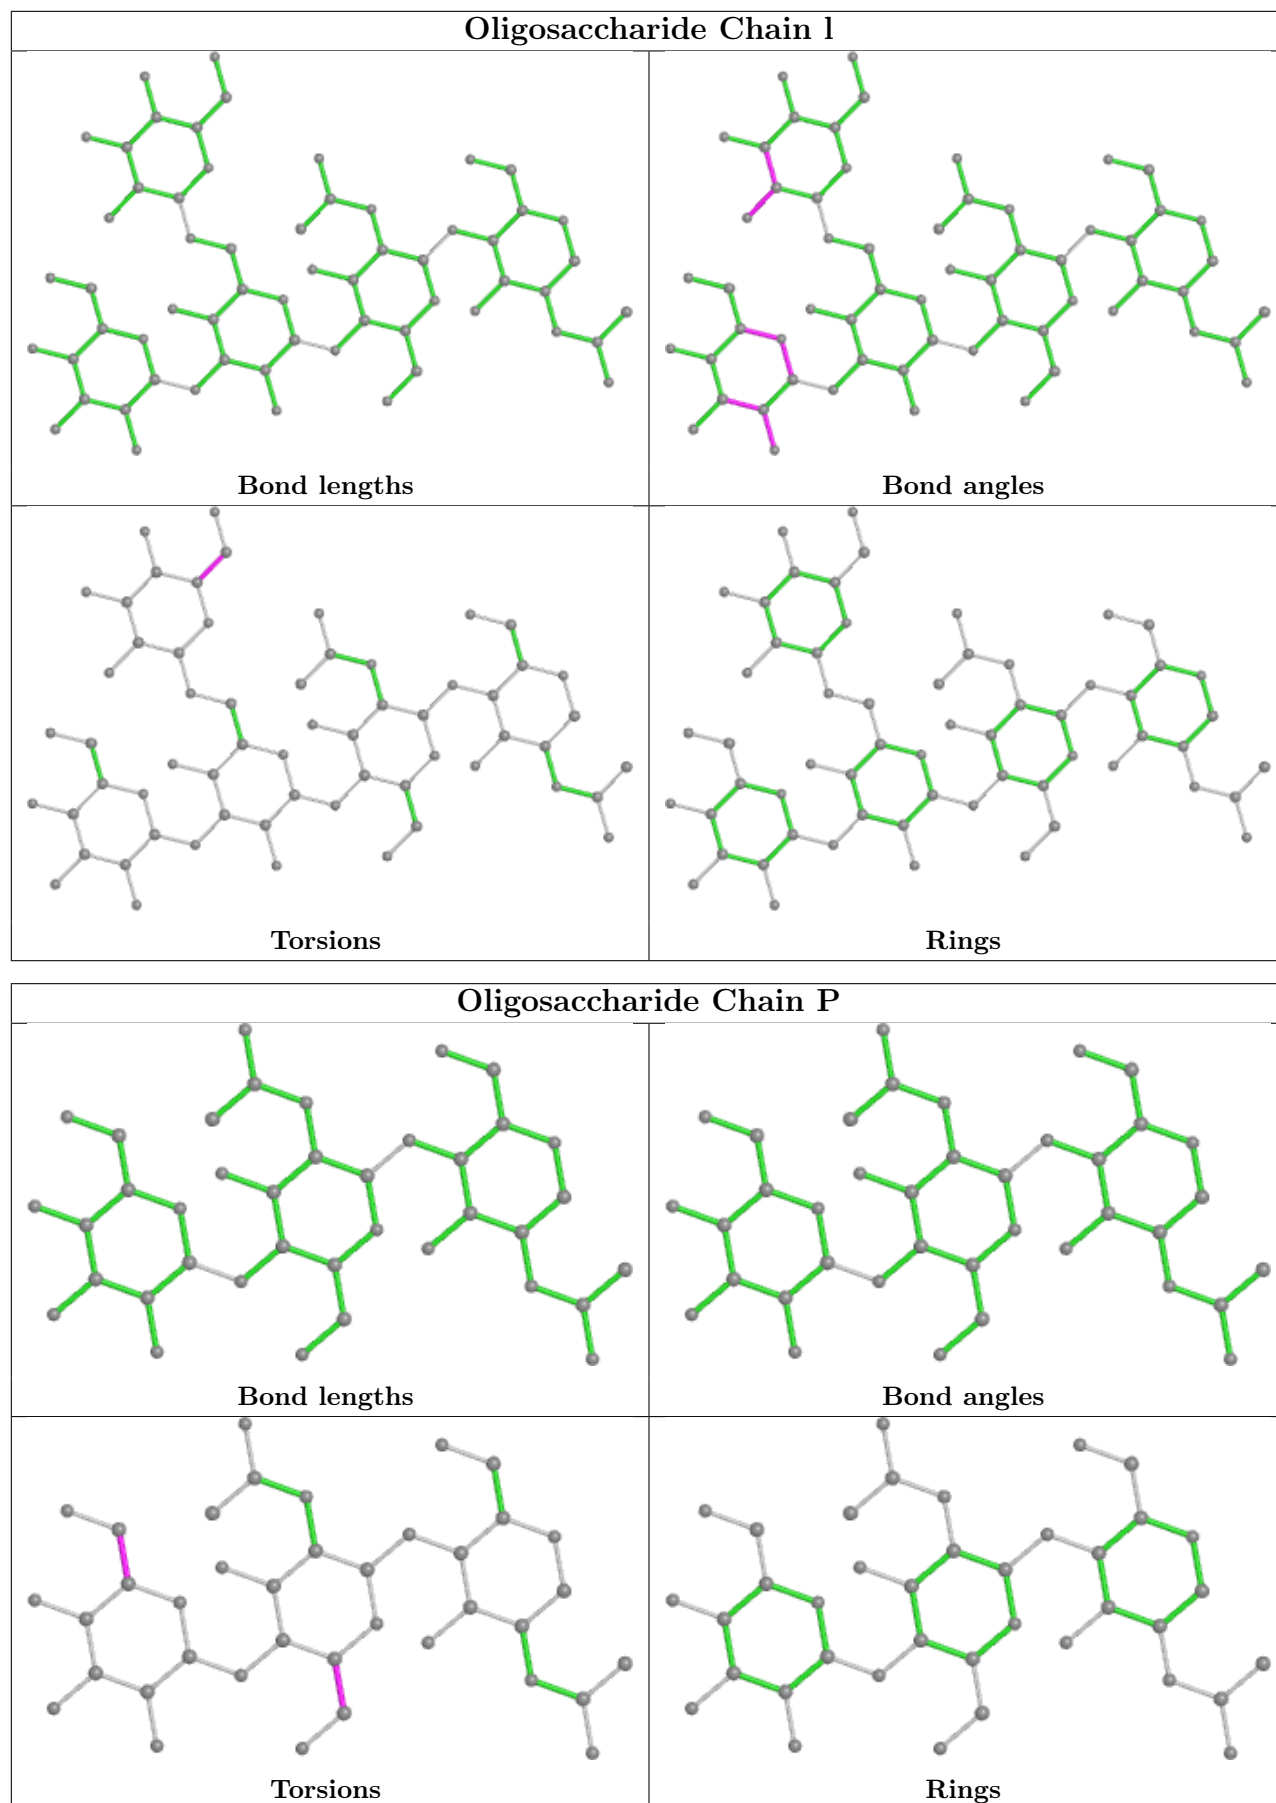 Oligosaccharide Chain l
Bond lengths
Bond angles
Torsions
Rings
Oligosaccharide Chain P
Bond lengths
Bond angles
Torsions
Rings